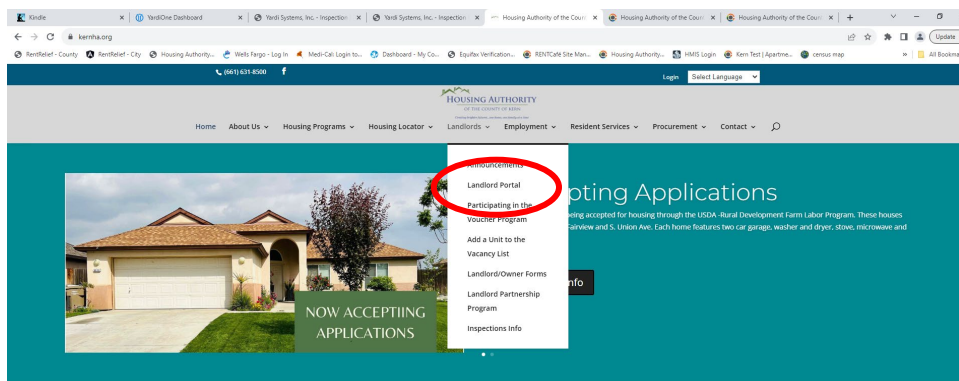 Kindle
YardiOne Dashboard
Yardi Systems, Inc. - Inspection
Yardi Systems, Inc. - Inspection
Housing Authority of the Coun
Housing Authority of the Coun
Housing Authority of the Coun
kernha.org
Update
RentRelief - County
RentRelief - City
Housing Authority...
Wells Fargo - Log In
Medi-Cal: Login to...
Dashboard - My Co...
Equifax Verification...
RENTCafé Site Man...
Housing Authority...
HMIS Login
Kern Test | Apartme...
census map
»
All Bookma
(661) 631-8500
f
Login
Select Language
HOUSING AUTHORITY
OF THE COUNTY OF KERN
Home
About Us
Housing Programs
Housing Locator
Landlords
Employment
Resident Services
Procurement
Contact
Announcements
Landlord Portal
Participating in the
Voucher Program
Add a Unit to the
Vacancy List
Landlord/Owner Forms
Landlord Partnership
Program
Inspections Info
pting Applications
being accepted for housing through the USDA -Rural Development Farm Labor Program. These houses
Fairview and S. Union Ave. Each home features two car garage, washer and dryer, stove, microwave and
nfo
NOW ACCEPTIING
APPLICATIONS